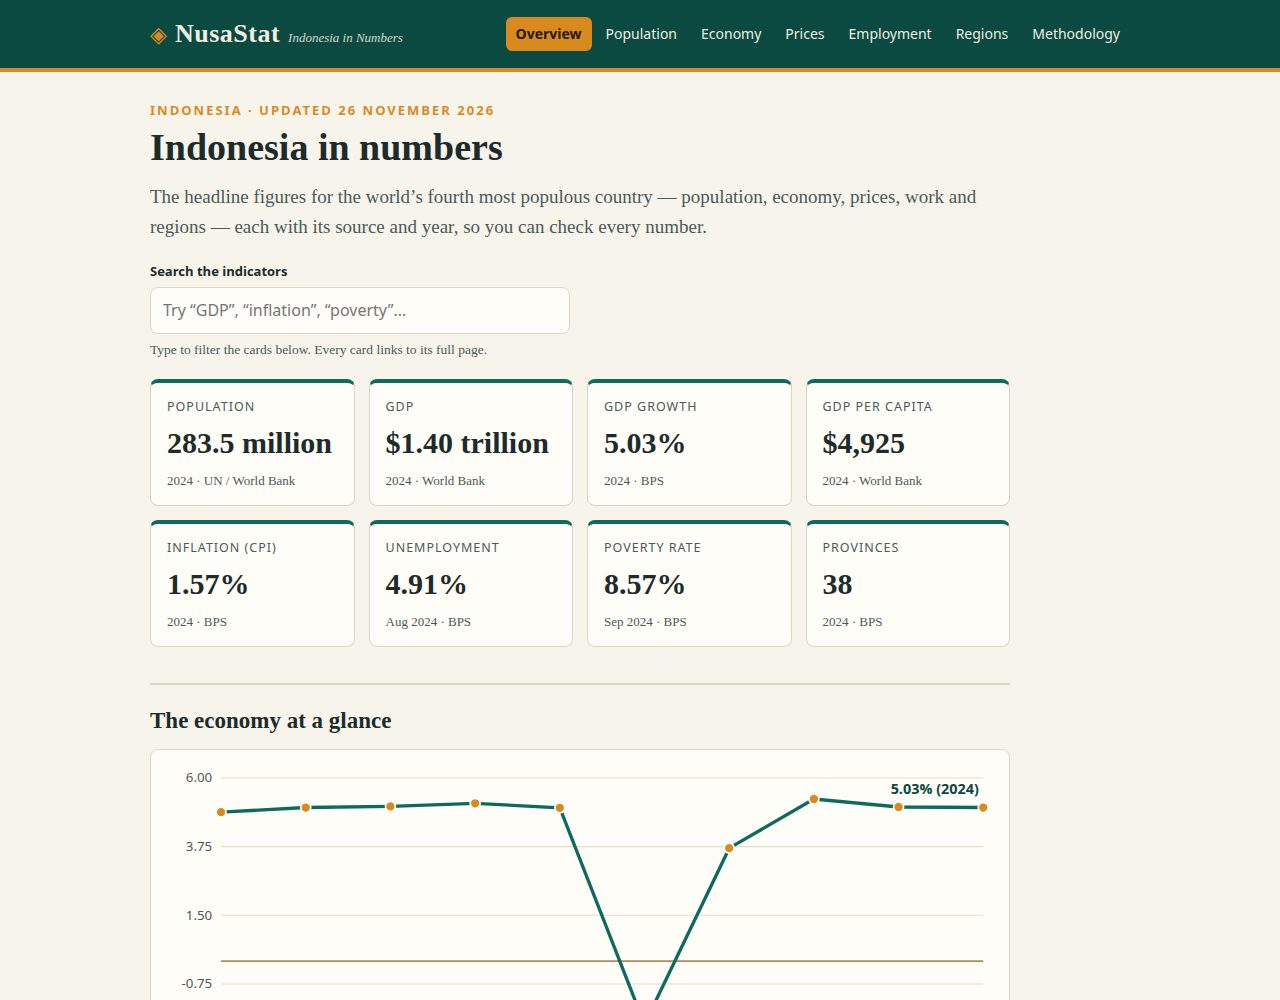 ◈ NusaStat Indonesia in Numbers
Overview Population Economy Prices Employment Regions Methodology
INDONESIA · UPDATED 26 NOVEMBER 2026
Indonesia in numbers
The headline figures for the world’s fourth most populous country — population, economy, prices, work and
regions — each with its source and year, so you can check every number.
Search the indicators
Try “GDP”, “inflation”, “poverty”…
Type to filter the cards below. Every card links to its full page.
POPULATION
283.5 million
2024 · UN / World Bank
GDP
$1.40 trillion
2024 · World Bank
GDP GROWTH
5.03%
2024 · BPS
GDP PER CAPITA
$4,925
2024 · World Bank
INFLATION (CPI)
1.57%
2024 · BPS
UNEMPLOYMENT
4.91%
Aug 2024 · BPS
POVERTY RATE
8.57%
Sep 2024 · BPS
PROVINCES
38
2024 · BPS
The economy at a glance
6.00
5.03% (2024)
3.75
1.50
-0.75